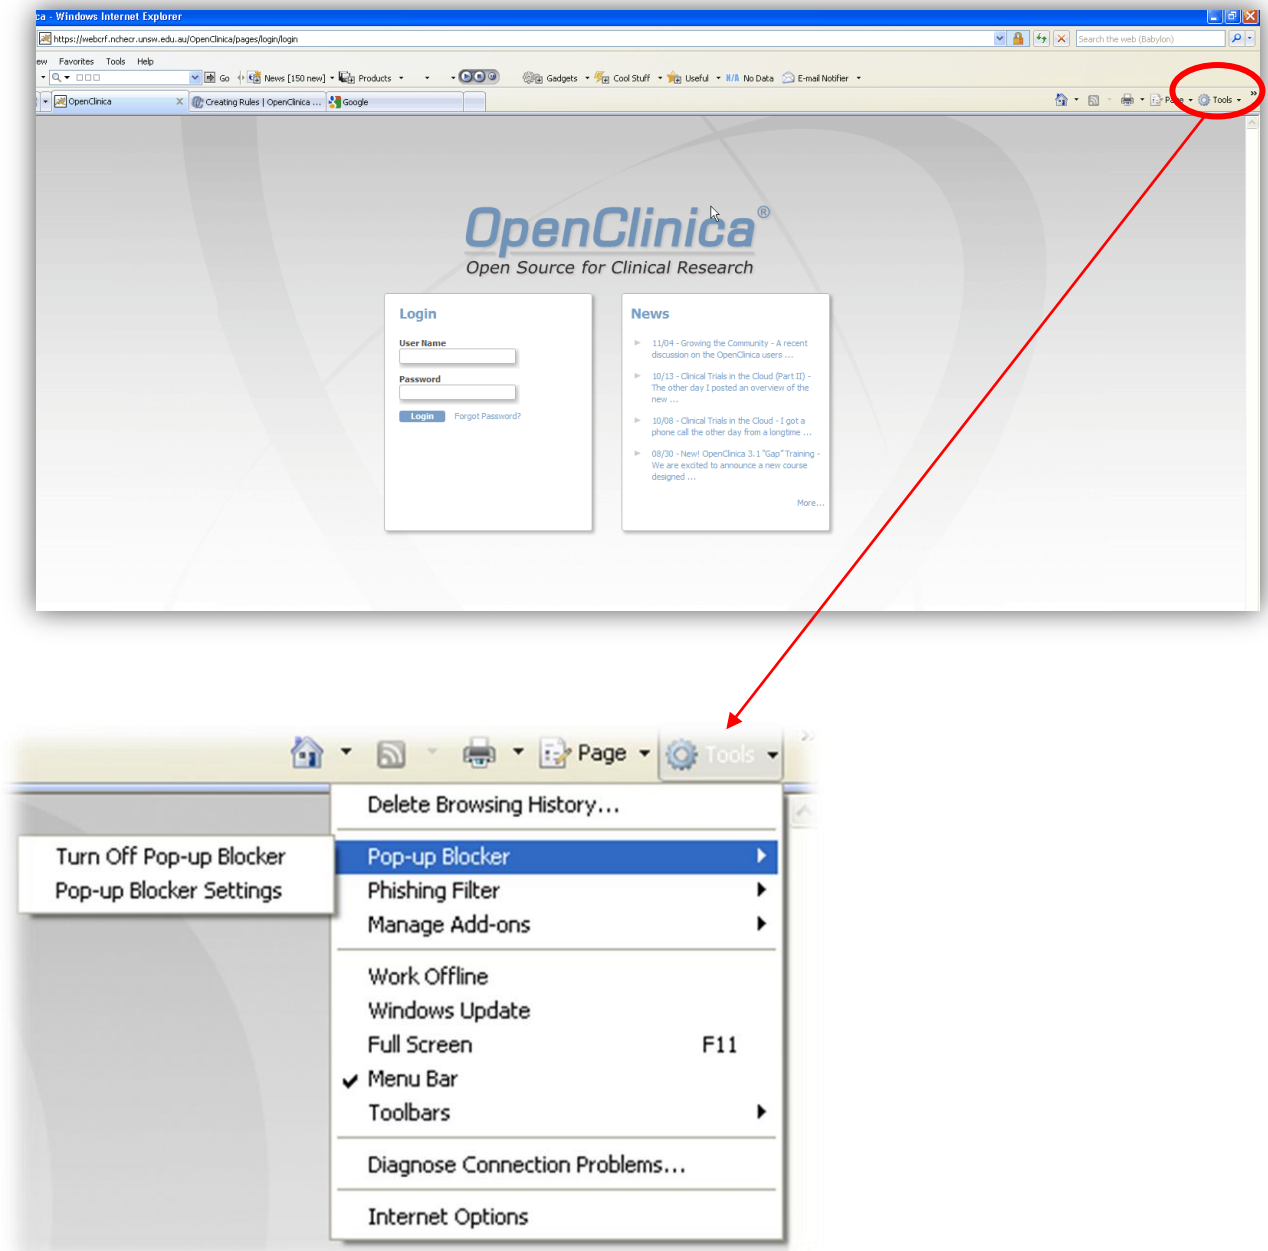 ca - Windows Internet Explorer
https://webcrf.nchecr.unsw.edu.au/OpenClinica/pages/login/login
Search the web (Babylon)
ew Favorites Tools Help
Go News [150 new] Products Gadgets Cool Stuff Useful N/A No Data E-mail Notifier
OpenClinica X Creating Rules | OpenClinica ... Google Page Tools
OpenClinica®
Open Source for Clinical Research
Login
User Name
Password
Login Forgot Password?
News
11/04 - Growing the Community - A recent
discussion on the OpenClinica users ...
10/13 - Clinical Trials in the Cloud (Part II) -
The other day I posted an overview of the
new ...
10/08 - Clinical Trials in the Cloud - I got a
phone call the other day from a longtime ...
08/30 - New! OpenClinica 3.1 "Gap" Training -
We are excited to announce a new course
designed ...
More...
Page Tools
Delete Browsing History...
Turn Off Pop-up Blocker
Pop-up Blocker Settings
Pop-up Blocker
Phishing Filter
Manage Add-ons
Work Offline
Windows Update
Full Screen F11
Menu Bar
Toolbars
Diagnose Connection Problems...
Internet Options